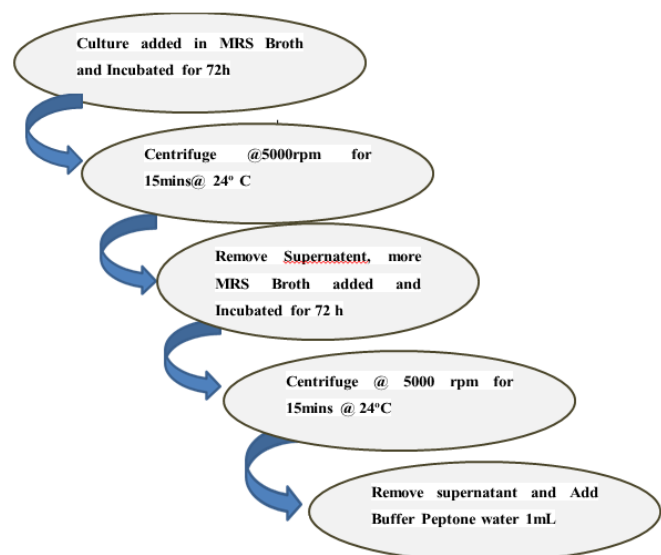 Culture added in MRS Broth
and Incubated for 72h
Centrifuge @5000rpm for
15mins@ 24º C
Remove Supernatent, more
MRS Broth added and
Incubated for 72 h
Centrifuge @ 5000 rpm for
15mins @ 24ºC
Remove supernatant and Add
Buffer Peptone water 1mL